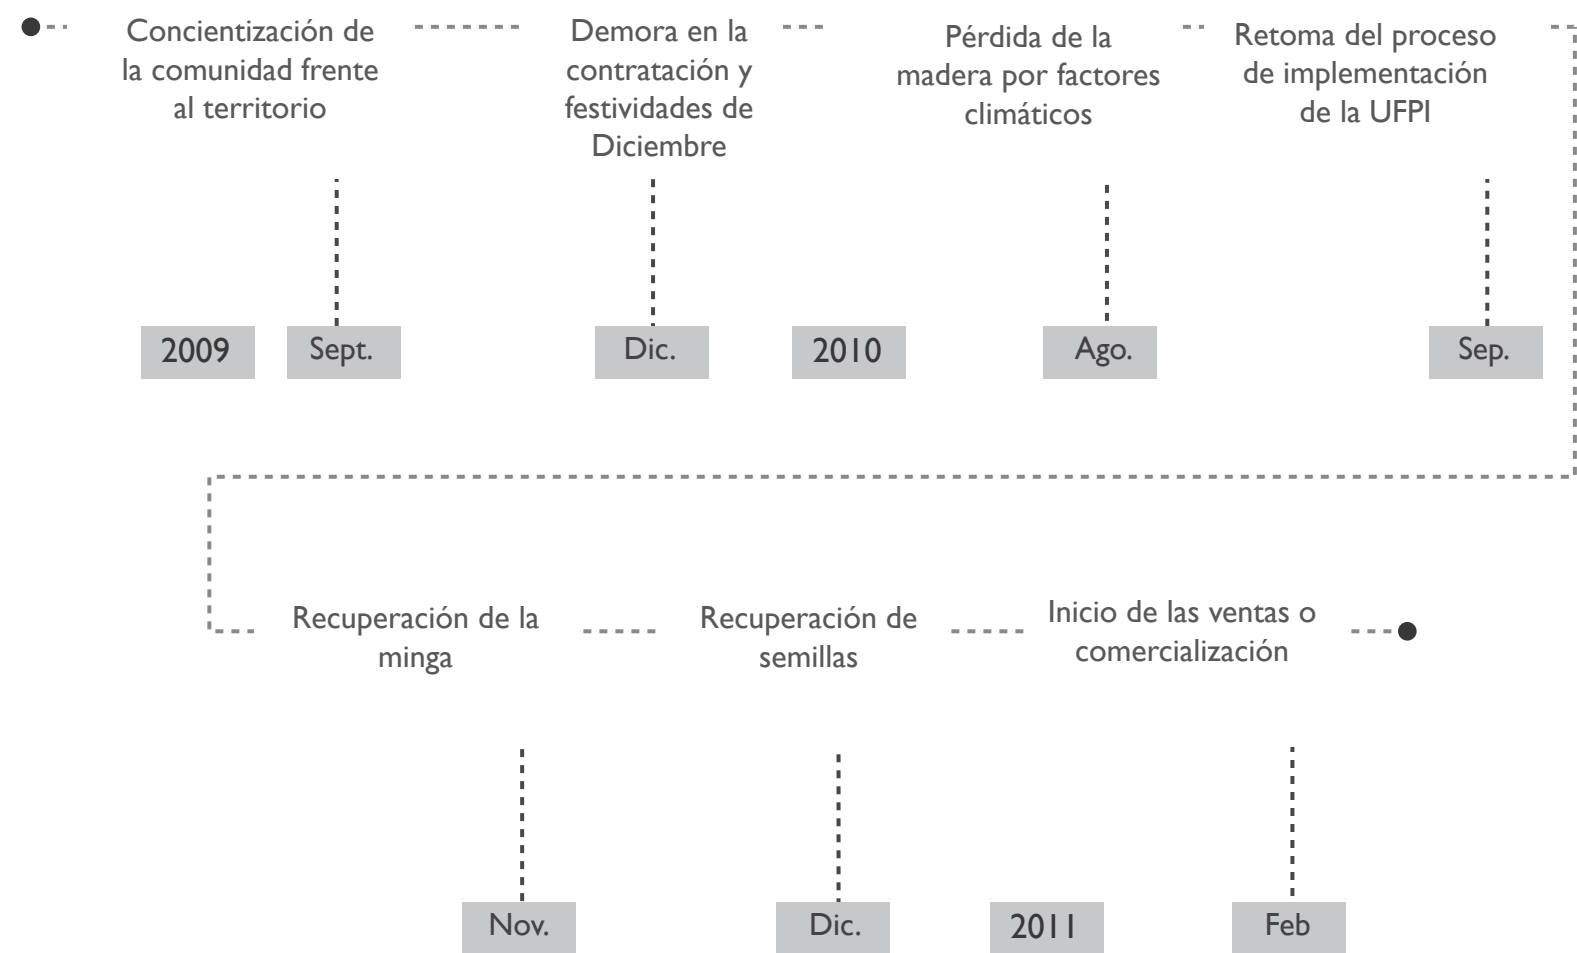 Concientización de
la comunidad frente
al territorio
Demora en la
contratación y
festividades de
Diciembre
Pérdida de la
madera por factores
climáticos
Retoma del proceso
de implementación
de la UFPI
2009
Sept.
Dic.
2010
Ago.
Sep.
Recuperación de la
minga
Recuperación de
semillas
Inicio de las ventas o
comercialización
Nov.
Dic.
2011
Feb